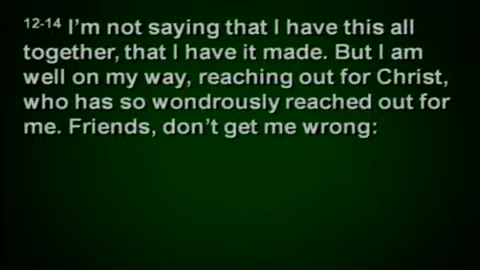 12-14 I'm not saying that I have this all
together, that I have it made. But I am
well on my way, reaching out for Christ,
who has so wondrously reached out for
me. Friends, don't get me wrong: